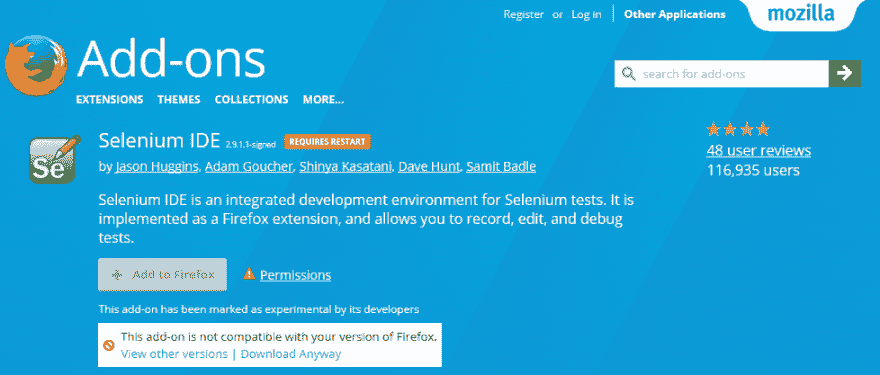 Register or Log in Other Applications mozilla
Add-ons
search for add-ons
EXTENSIONS THEMES COLLECTIONS MORE...
Selenium IDE 2.9.1.1-signed REQUIRES RESTART
by Jason Huggins, Adam Goucher, Shinya Kasatani, Dave Hunt, Samit Badle
48 user reviews
116,935 users
Se
Selenium IDE is an integrated development environment for Selenium tests. It is
implemented as a Firefox extension, and allows you to record, edit, and debug
tests.
Add to Firefox Permissions
This add-on has been marked as experimental by its developers
This add-on is not compatible with your version of Firefox.
View other versions | Download Anyway